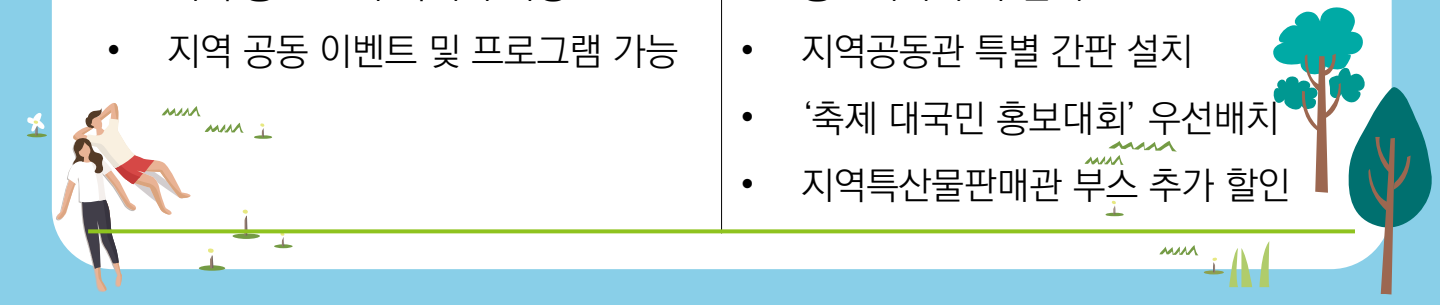 • 지역 공동 이벤트 및 프로그램 가능
• 지역공동관 특별 간판 설치
• ‘축제 대국민 홍보대회’ 우선배치
• 지역특산물판매관 부스 추가 할인